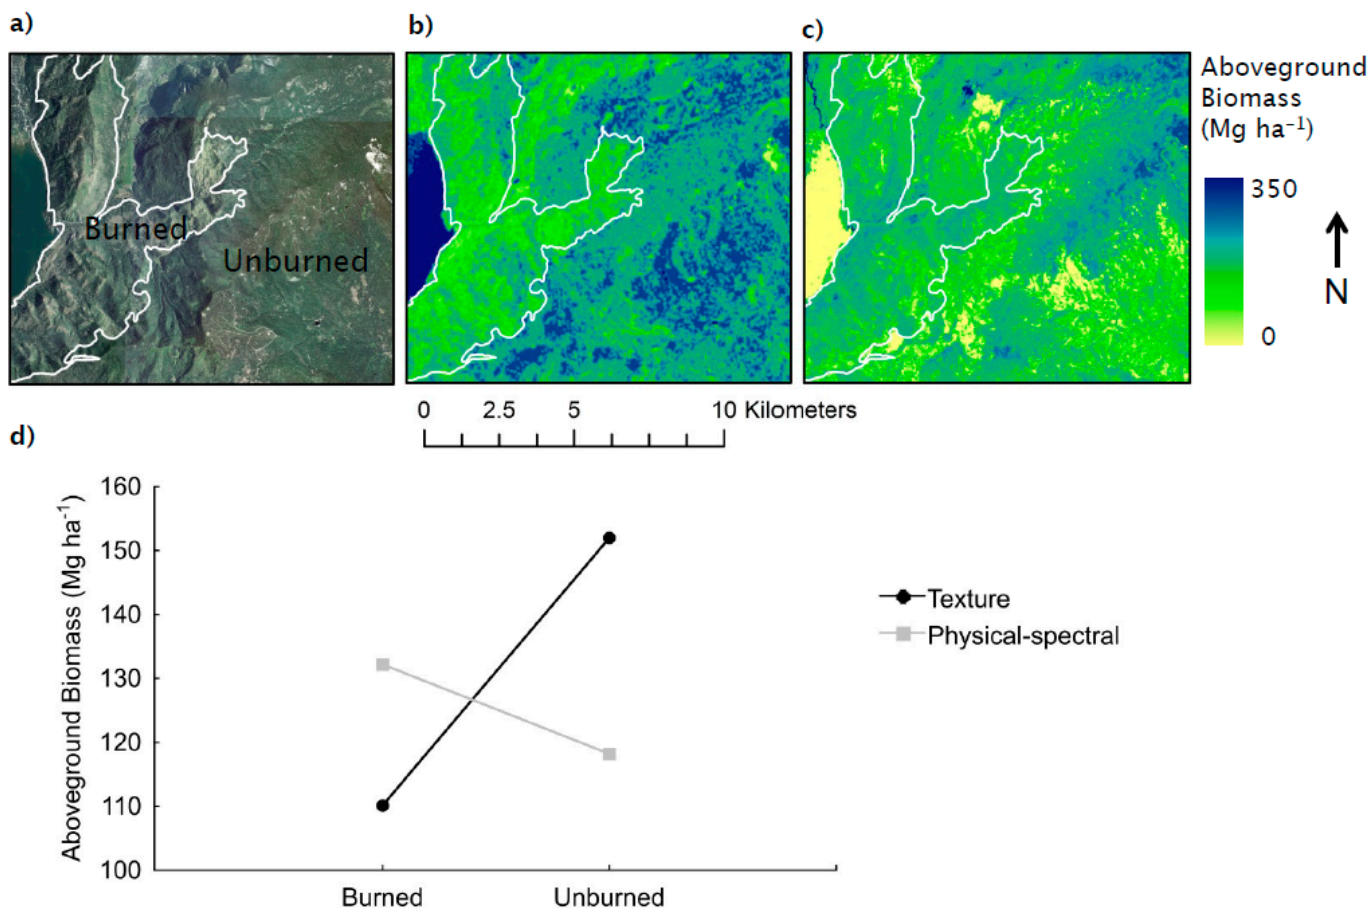 a)
b)
c)
Burned
Unburned
Aboveground
Biomass
(Mg ha⁻¹)
350
0
N
0 2.5 5 10 Kilometers
d)
Aboveground Biomass (Mg ha⁻¹)
160
150
140
130
120
110
100
Burned Unburned
Texture
Physical-spectral